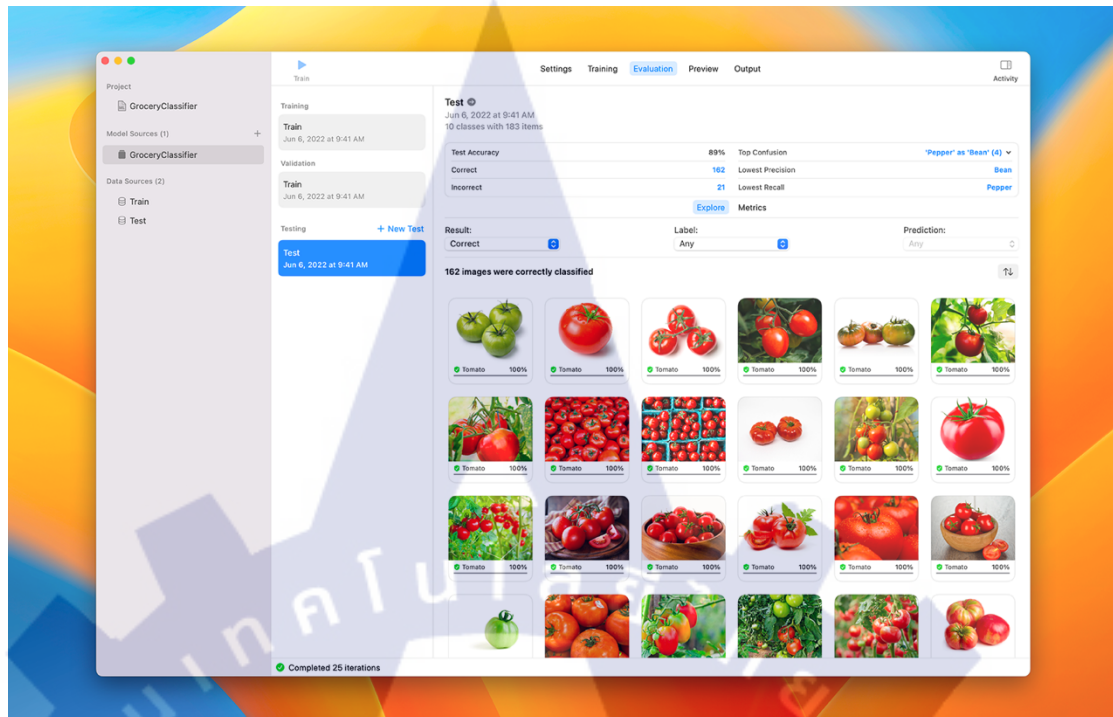 Train
Settings Training Evaluation Preview Output
Activity
Project
GroceryClassifier
Model Sources (1) +
GroceryClassifier
Data Sources (2)
Train
Test
Training
Train
Jun 6, 2022 at 9:41 AM
Validation
Train
Jun 6, 2022 at 9:41 AM
Testing + New Test
Test
Jun 6, 2022 at 9:41 AM
Test
Jun 6, 2022 at 9:41 AM
10 classes with 183 items
Test Accuracy 89% Top Confusion 'Pepper' as 'Bean' (4)
Correct 162 Lowest Precision Bean
Incorrect 21 Lowest Recall Pepper
Explore Metrics
Result: Label: Prediction:
Correct Any Any
162 images were correctly classified
Tomato 100% Tomato 100% Tomato 100% Tomato 100% Tomato 100% Tomato 100%
Tomato 100% Tomato 100% Tomato 100% Tomato 100% Tomato 100% Tomato 100%
Tomato 100% Tomato 100% Tomato 100% Tomato 100% Tomato 100% Tomato 100%
Completed 25 iterations